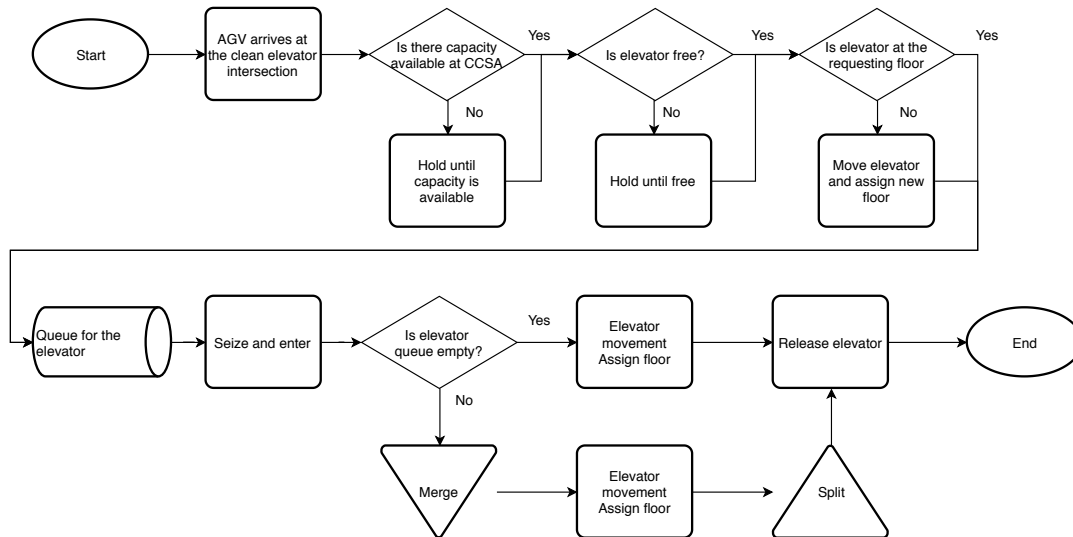 Start
AGV arrives at
the clean elevator
intersection
Is there capacity
available at CCSA
Yes
No
Hold until
capacity is
available
Is elevator free?
Yes
No
Hold until free
Is elevator at the
requesting floor
Yes
No
Move elevator
and assign new
floor
Queue for the
elevator
Seize and enter
Is elevator
queue empty?
Yes
No
Elevator
movement
Assign floor
Release elevator
End
Merge
Elevator
movement
Assign floor
Split